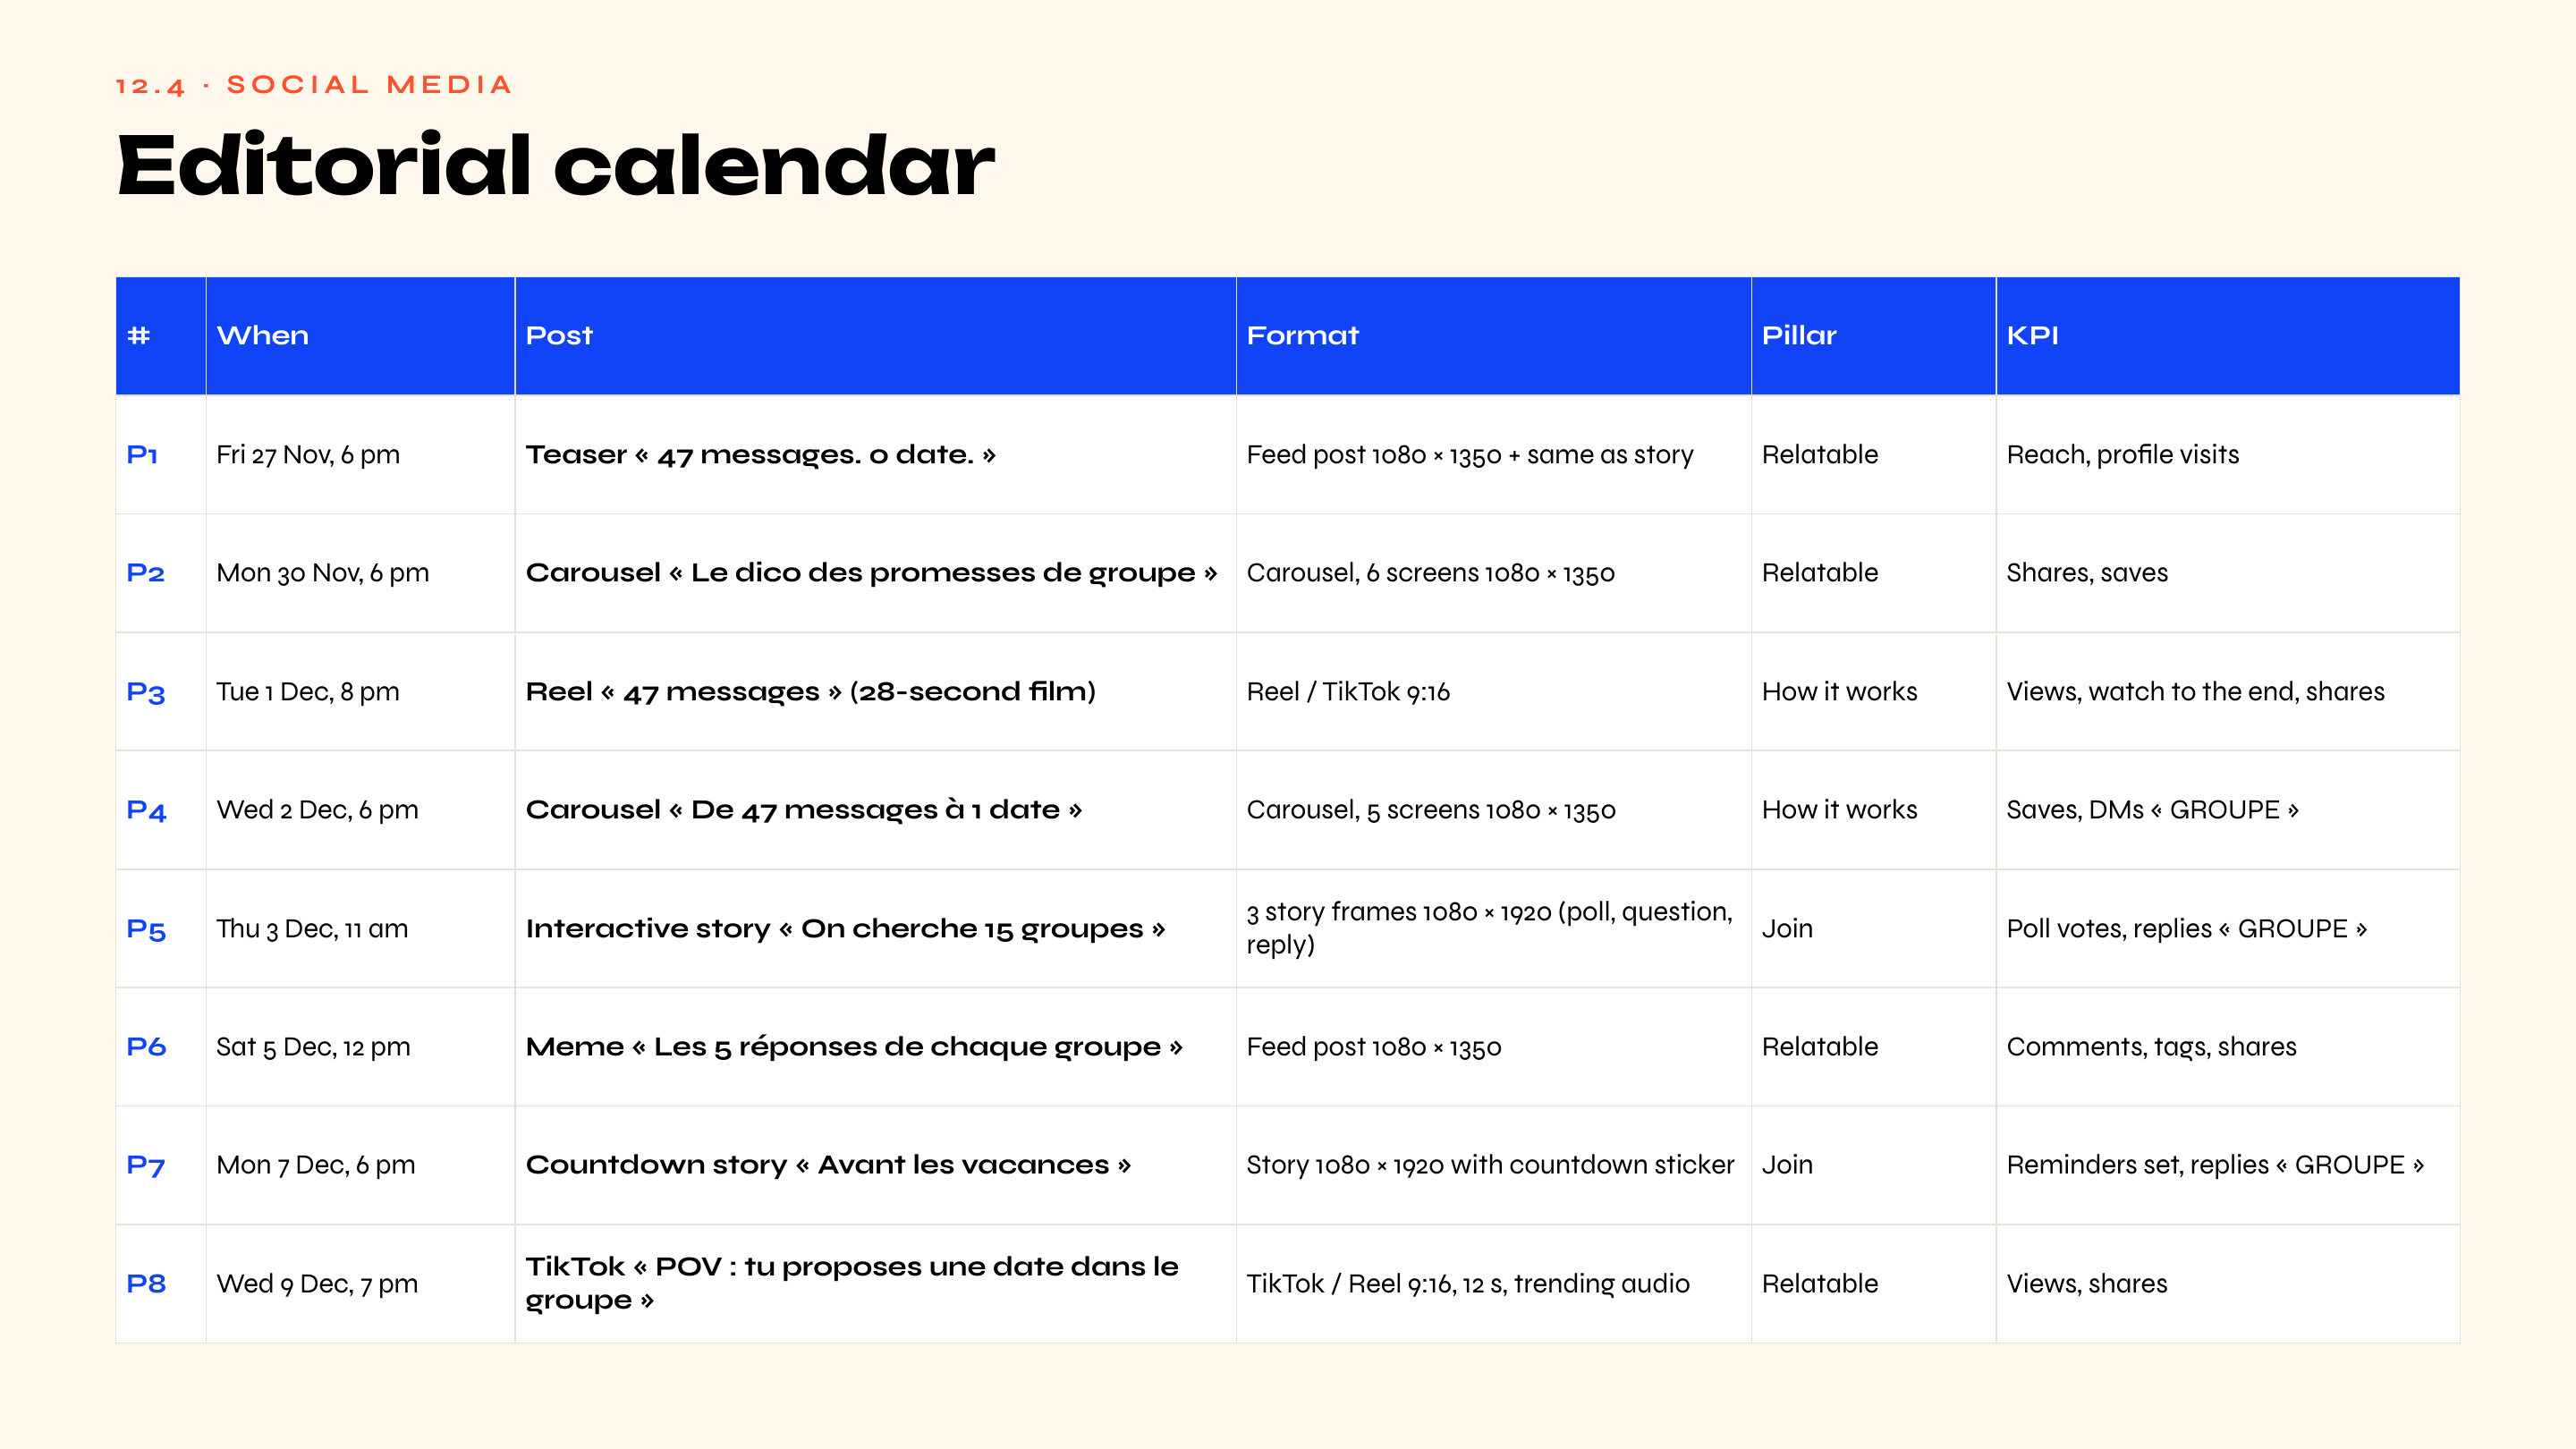 12.4 · SOCIAL MEDIA
Editorial calendar
# When Post Format Pillar KPI
P1 Fri 27 Nov, 6 pm Teaser « 47 messages. 0 date. » Feed post 1080 × 1350 + same as story Relatable Reach, profile visits
P2 Mon 30 Nov, 6 pm Carousel « Le dico des promesses de groupe » Carousel, 6 screens 1080 × 1350 Relatable Shares, saves
P3 Tue 1 Dec, 8 pm Reel « 47 messages » (28-second film) Reel / TikTok 9:16 How it works Views, watch to the end, shares
P4 Wed 2 Dec, 6 pm Carousel « De 47 messages à 1 date » Carousel, 5 screens 1080 × 1350 How it works Saves, DMs « GROUPE »
P5 Thu 3 Dec, 11 am Interactive story « On cherche 15 groupes » 3 story frames 1080 × 1920 (poll, question,
reply) Join Poll votes, replies « GROUPE »
P6 Sat 5 Dec, 12 pm Meme « Les 5 réponses de chaque groupe » Feed post 1080 × 1350 Relatable Comments, tags, shares
P7 Mon 7 Dec, 6 pm Countdown story « Avant les vacances » Story 1080 × 1920 with countdown sticker Join Reminders set, replies « GROUPE »
P8 Wed 9 Dec, 7 pm TikTok « POV : tu proposes une date dans le
groupe » TikTok / Reel 9:16, 12 s, trending audio Relatable Views, shares